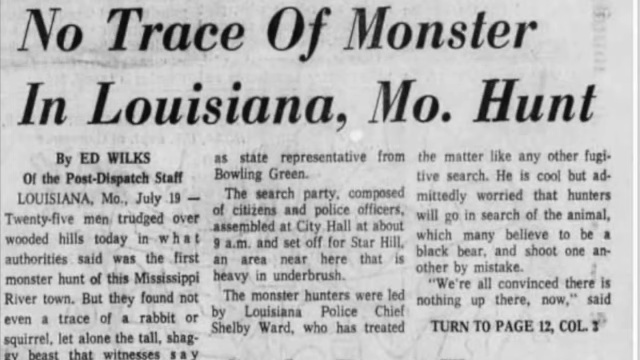 No Trace Of Monster
In Louisiana, Mo. Hunt
By ED WILKS
Of the Post-Dispatch Staff
LOUISIANA, Mo., July 19 —
Twenty-five men trudged over
wooded hills today in what
authorities said was the first
monster hunt of this Mississippi
River town. But they found not
even a trace of a rabbit or
squirrel, let alone the tall, shag-
gy beast that witnesses say
as state representative from
Bowling Green.
The search party, composed
of citizens and police officers,
assembled at City Hall at about
9 a.m. and set off for Star Hill,
an area near here that is
heavy in underbrush.
The monster hunters were led
by Louisiana Police Chief
Shelby Ward, who has treated
the matter like any other fugi-
tive search. He is cool but ad-
mittedly worried that hunters
will go in search of the animal,
which many believe to be a
black bear, and shoot one an-
other by mistake.
"We're all convinced there is
nothing up there, now," said
TURN TO PAGE 12, COL. 3